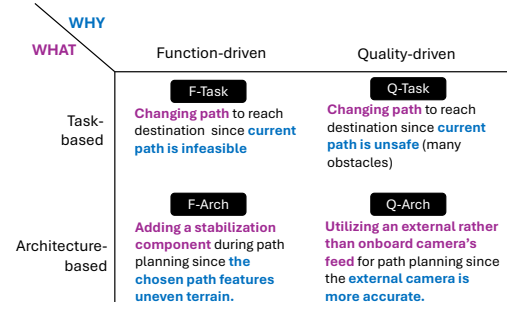 WHY
WHAT
Function-driven
Quality-driven
Task-
based
F-Task
Changing path to reach
destination since current
path is infeasible
Q-Task
Changing path to reach
destination since current
path is unsafe (many
obstacles)
Architecture-
based
F-Arch
Adding a stabilization
component during path
planning since the
chosen path features
uneven terrain.
Q-Arch
Utilizing an external rather
than onboard camera's
feed for path planning since
the external camera is
more accurate.